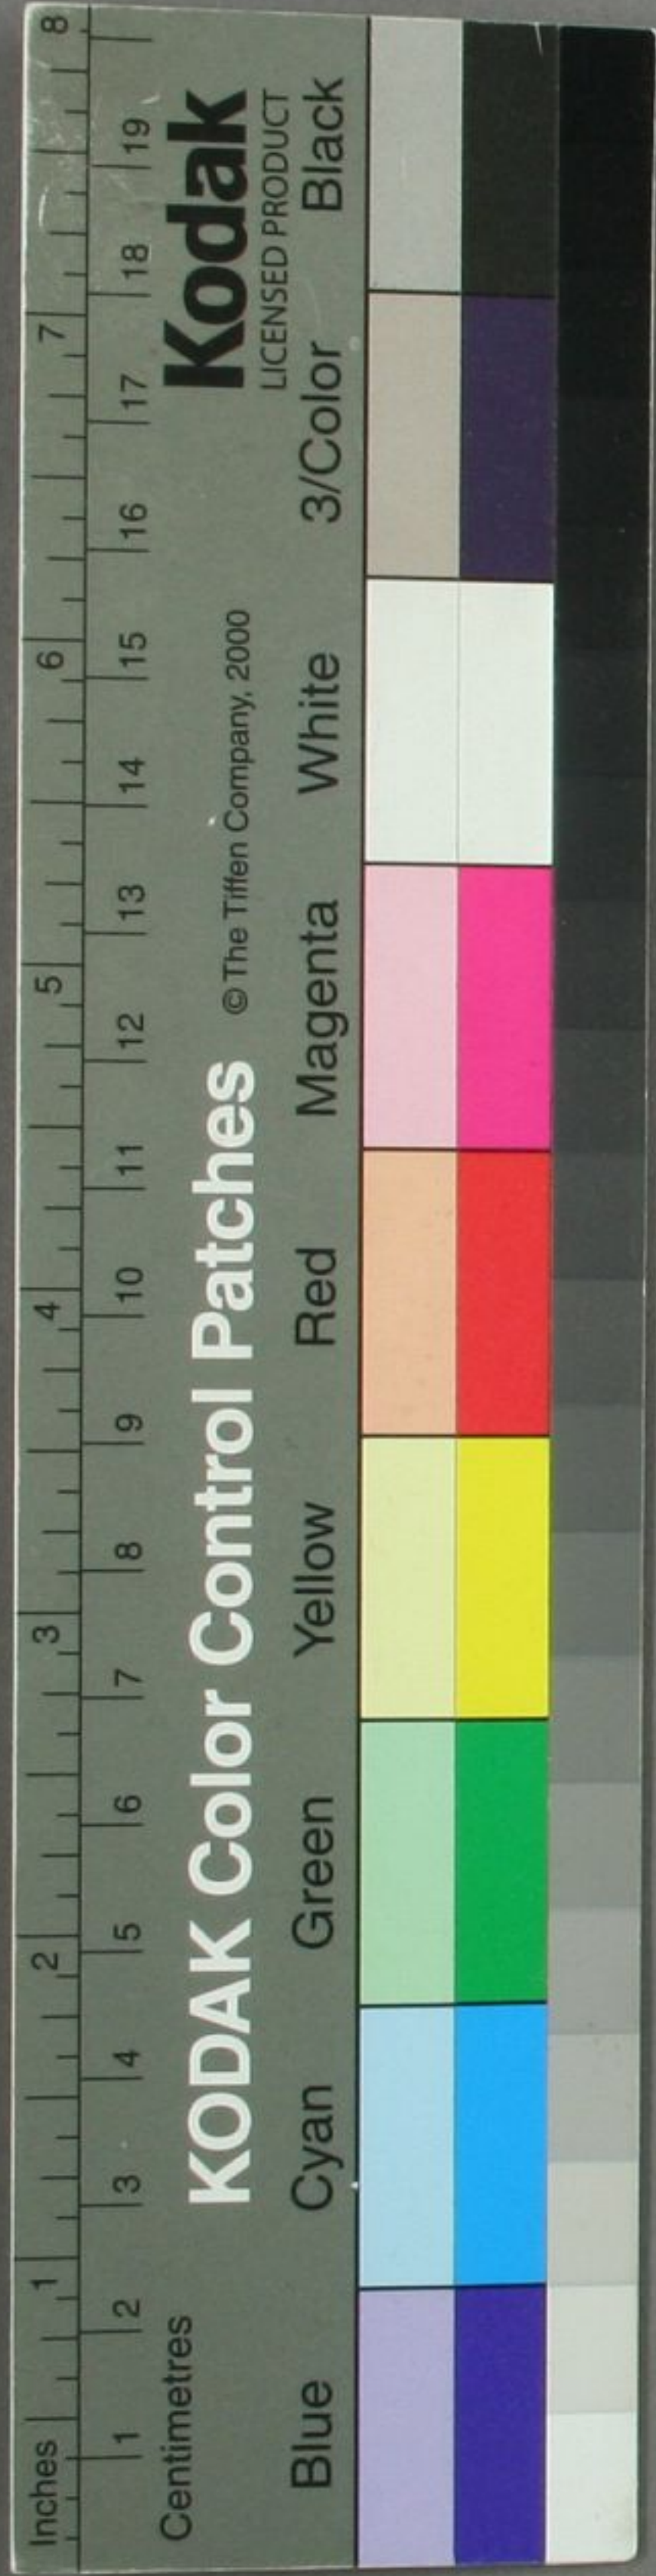 Inches 1 2 3 4 5 6 7 8
1 2 3 4 5 6 7 8 9 10 11 12 13 14 15 16 17 18 19
Centimetres
KODAK Color Control Patches © The Tiffen Company, 2000 Kodak
LICENSED PRODUCT
Blue Cyan Green Yellow Red Magenta White 3/Color Black